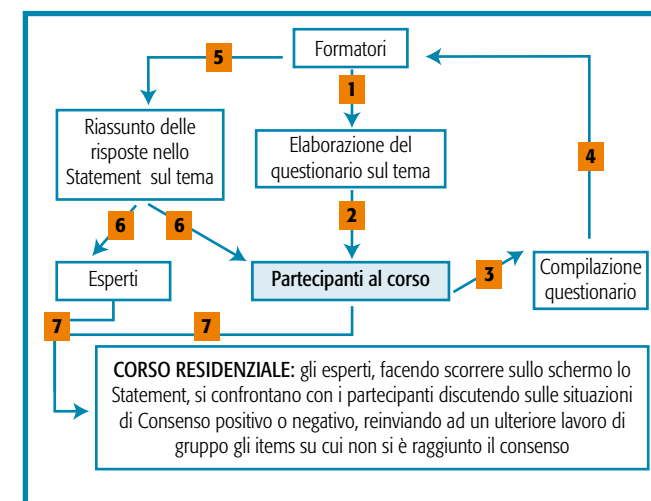 Formatori
5
1
Riassunto delle
risposte nello
Statement sul tema
Elaborazione del
questionario sul tema
4
2
6
6
Esperti
Partecipanti al corso
3
Compilazione
questionario
7
7
CORSO RESIDENZIALE: gli esperti, facendo scorrere sullo schermo lo
Statement, si confrontano con i partecipanti discutendo sulle situazioni
di Consenso positivo o negativo, reinviando ad un ulteriore lavoro di
gruppo gli items su cui non si è raggiunto il consenso